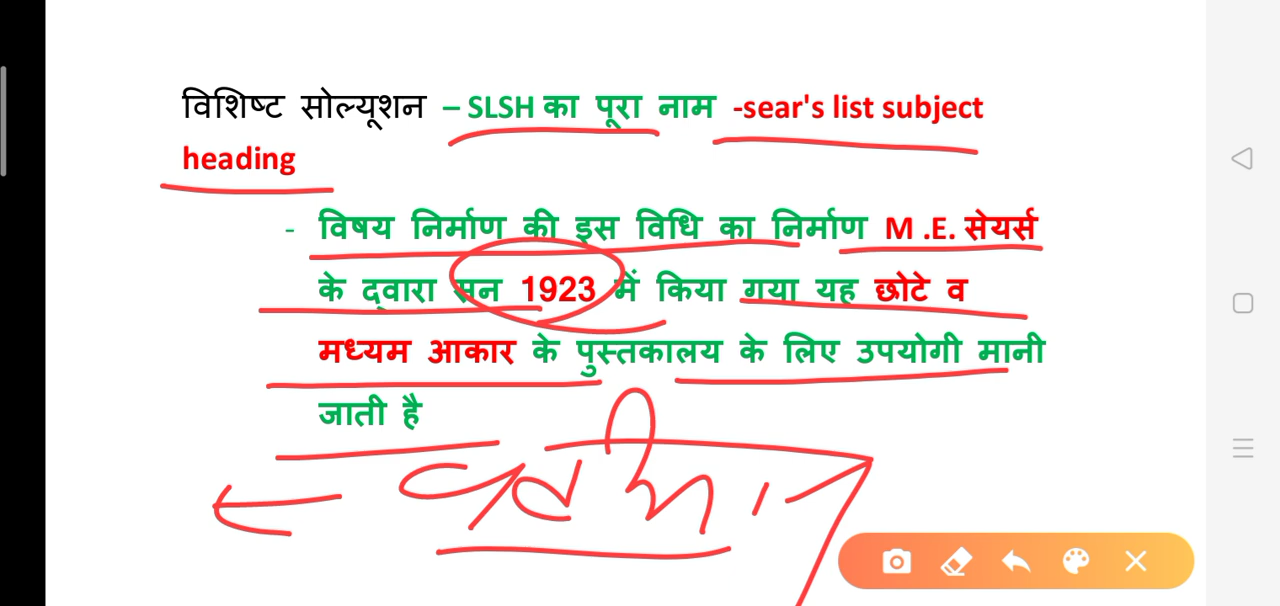 विशिष्ट सोल्यूशन – SLSH का पूरा नाम -sear's list subject
heading
- विषय निर्माण की इस विधि का निर्माण M .E. सेयर्स
के द्वारा सन 1923 में किया गया यह छोटे व
मध्यम आकार के पुस्तकालय के लिए उपयोगी मानी
जाती है